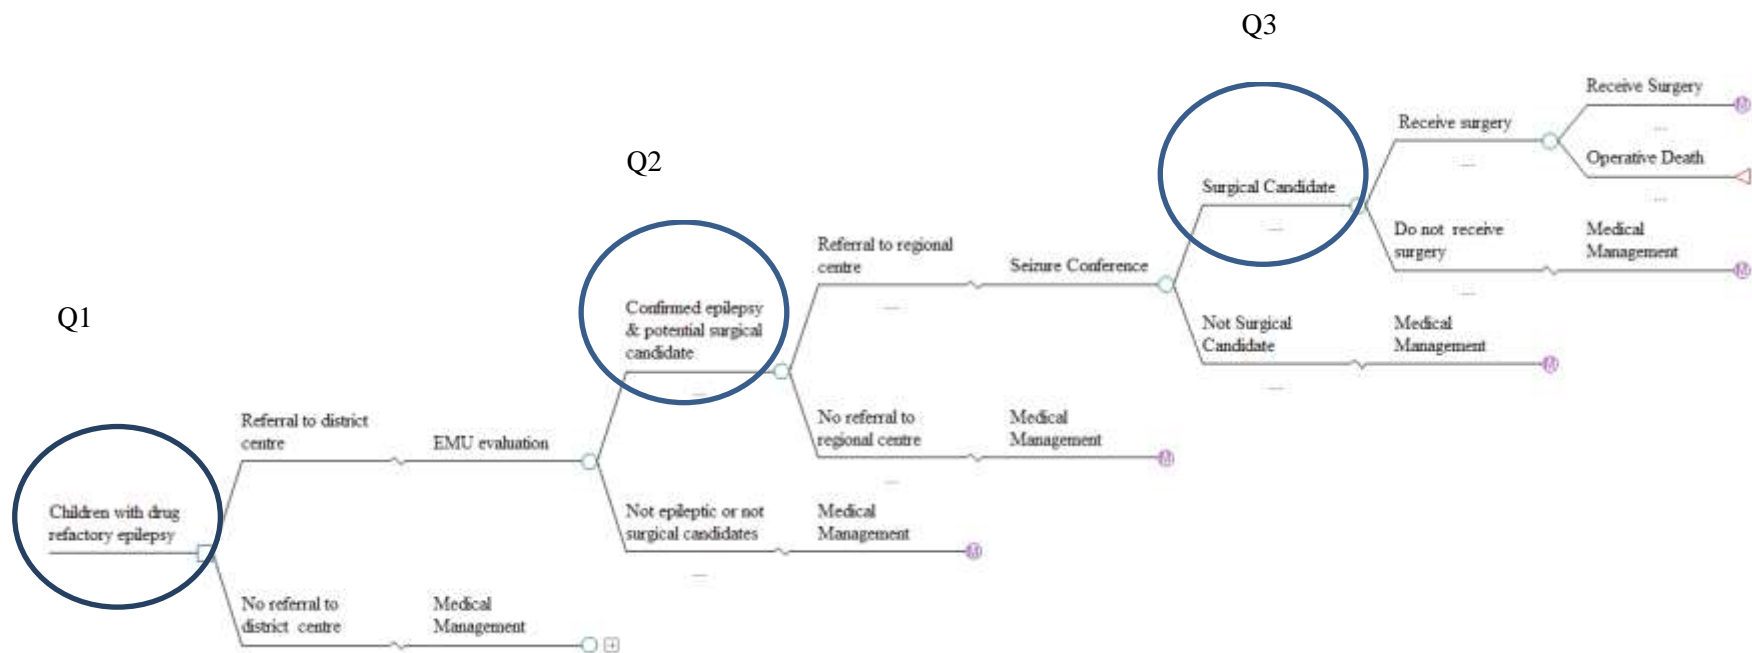 Q3
Receive Surgery
Receive surgery
...
...
Operative Death
...
Q2
Surgical Candidate
...
Do not receive
surgery
...
Medical
Management
Referral to regional
centre
...
Seizure Conference
Confirmed epilepsy
& potential surgical
candidate
...
Q1
Not Surgical
Candidate
...
Medical
Management
Referral to district
centre
EMU evaluation
No referral to
regional centre
...
Medical
Management
Children with drug
refactory epilepsy
Not epileptic or not
surgical candidates
...
Medical
Management
No referral to
district centre
Medical
Management
M
M
M
M
M
+